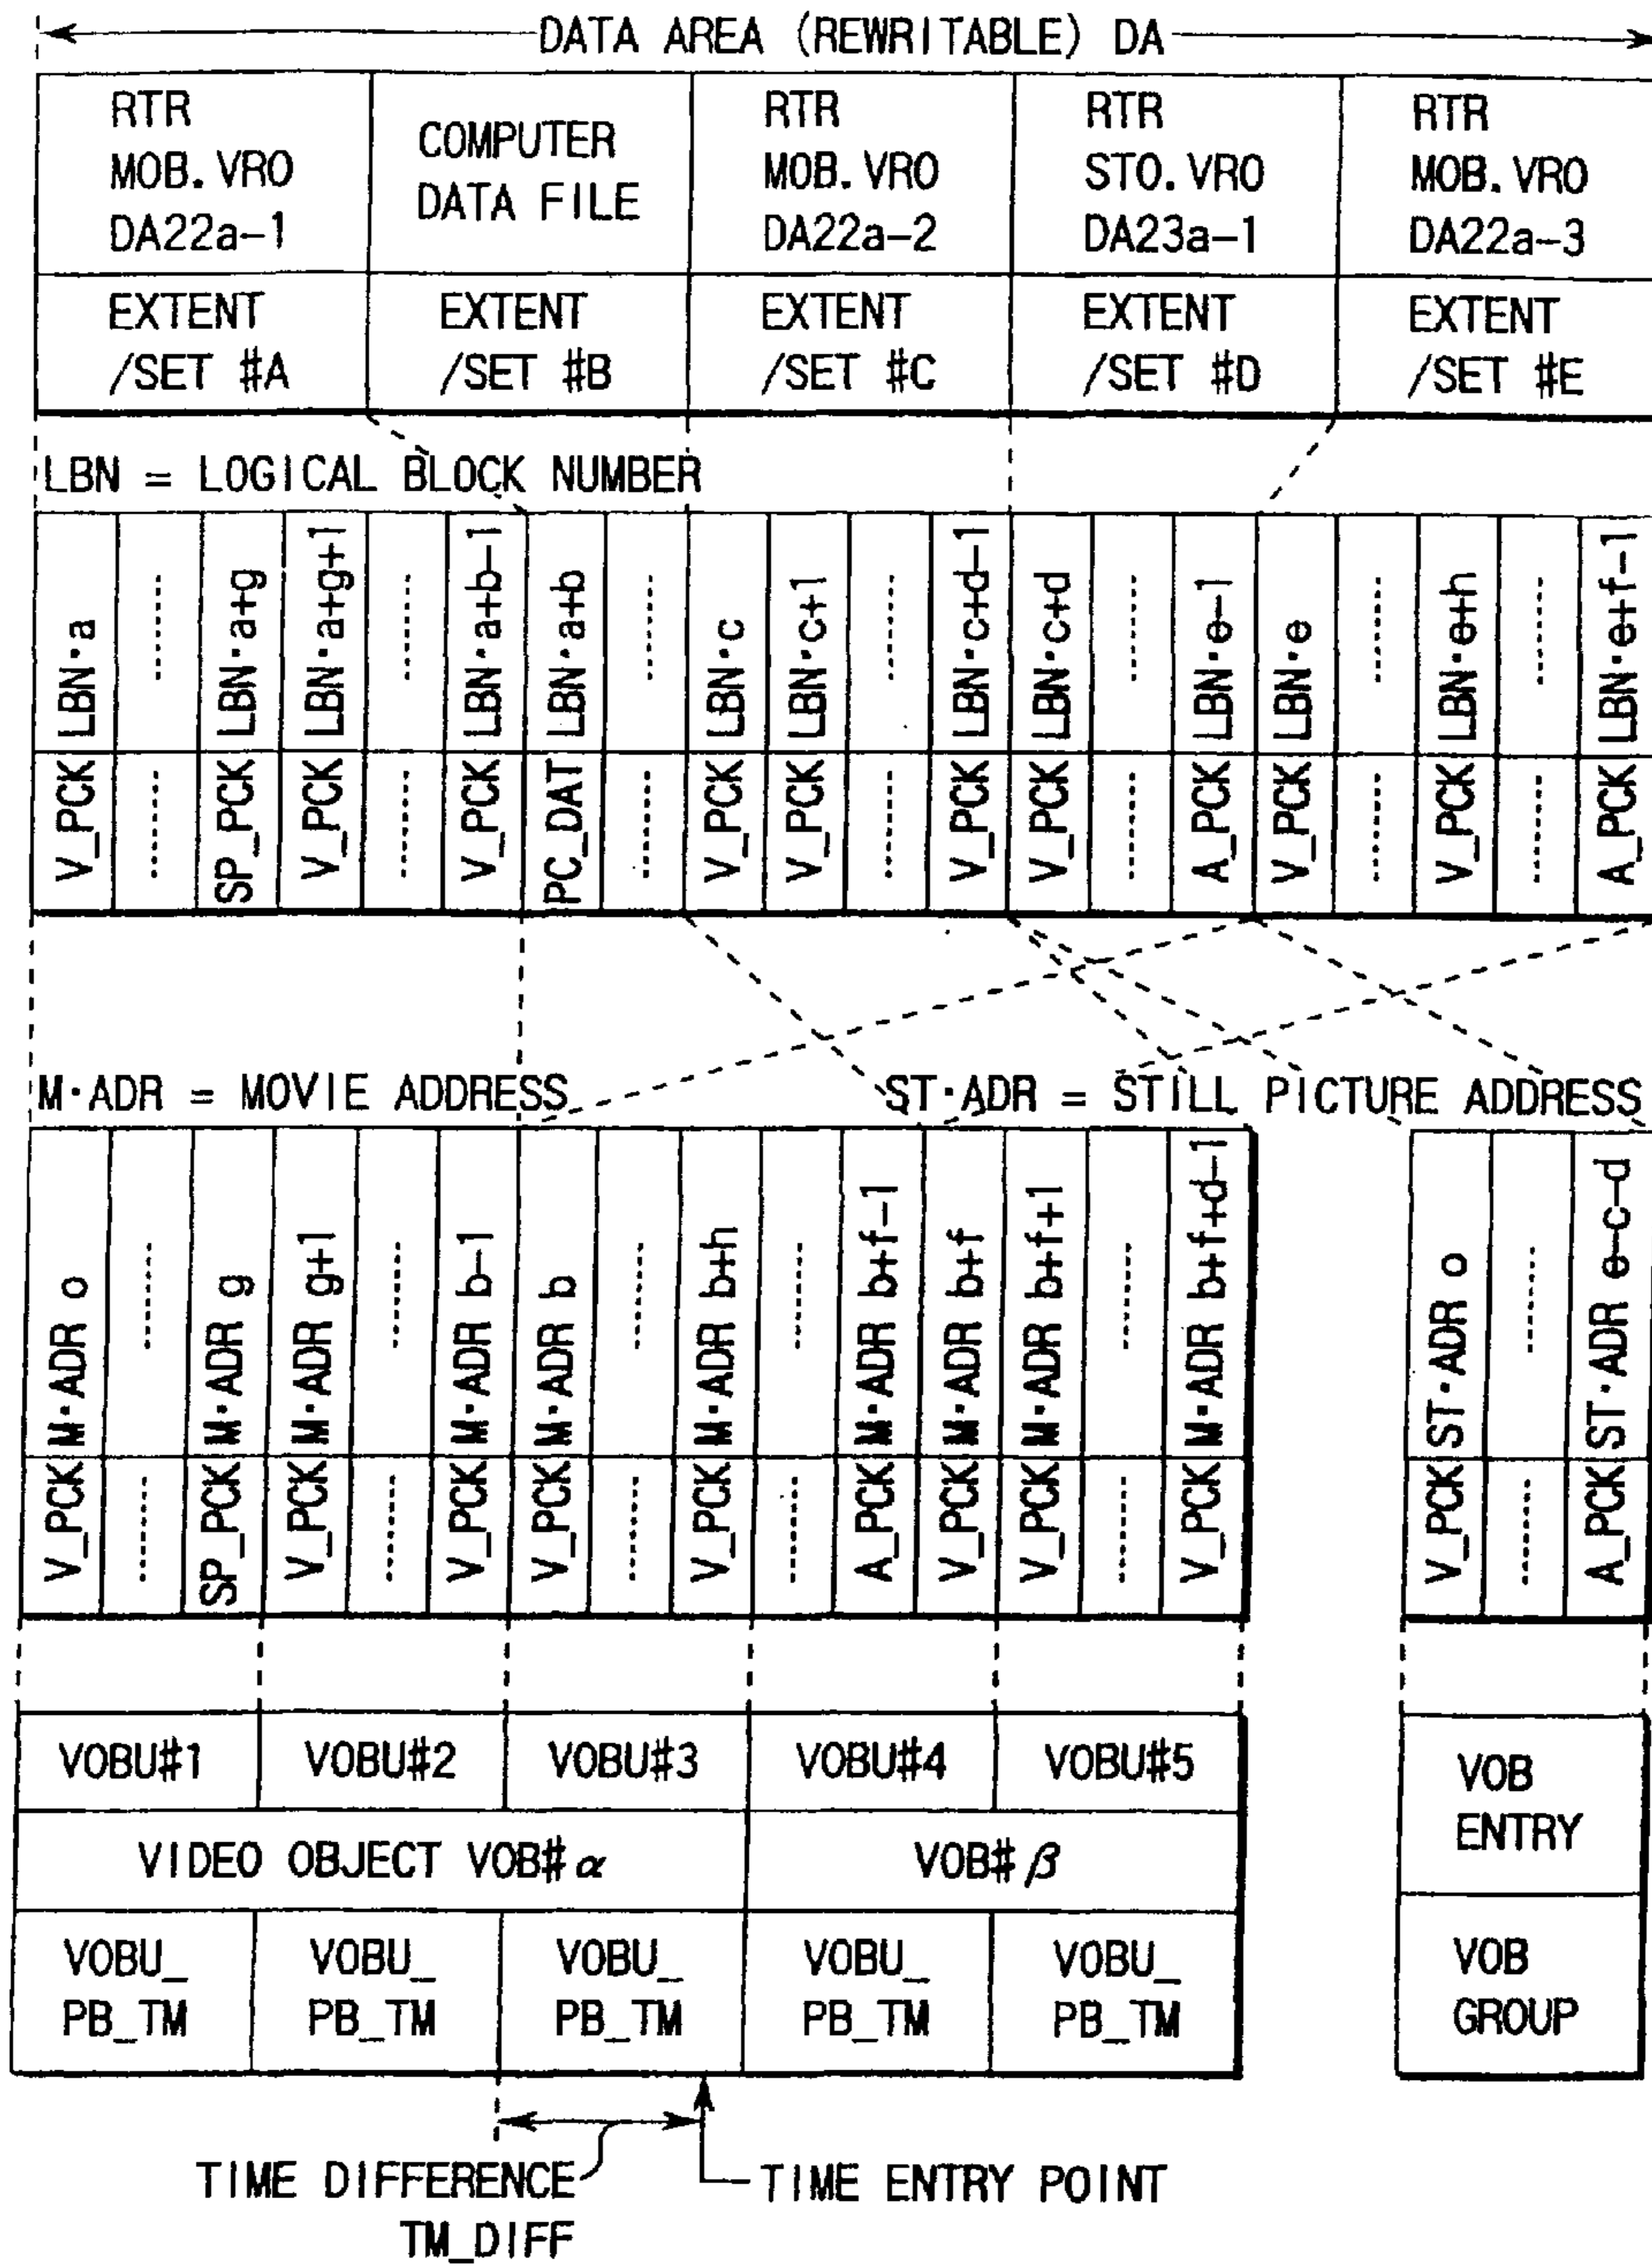 DATA AREA (REWRITABLE) DA
RTR
MOB.VRO
DA22a-1
COMPUTER
DATA FILE
RTR
MOB.VRO
DA22a-2
RTR
STO.VRO
DA23a-1
RTR
MOB.VRO
DA22a-3
EXTENT
/SET #A
EXTENT
/SET #B
EXTENT
/SET #C
EXTENT
/SET #D
EXTENT
/SET #E
LBN = LOGICAL BLOCK NUMBER
LBN·a
LBN·a+g
LBN·a+g+1
LBN·a+b-1
LBN·a+b
LBN·c
LBN·c+1
LBN·c+d-1
LBN·c+d
LBN·e-1
LBN·e
LBN·e+h
LBN·e+f-1
V_PCK
SP_PCK
V_PCK
V_PCK
PC_DAT
V_PCK
V_PCK
V_PCK
V_PCK
A_PCK
V_PCK
V_PCK
A_PCK
M·ADR = MOVIE ADDRESS
ST·ADR = STILL PICTURE ADDRESS
M·ADR o
M·ADR g
M·ADR g+1
M·ADR b-1
M·ADR b
M·ADR b+h
M·ADR b+f-1
M·ADR b+f
M·ADR b+f+1
M·ADR b+f+d-1
ST·ADR o
ST·ADR e-c-d
V_PCK
SP_PCK
V_PCK
V_PCK
V_PCK
V_PCK
A_PCK
V_PCK
V_PCK
V_PCK
V_PCK
A_PCK
VOBU#1
VOBU#2
VOBU#3
VOBU#4
VOBU#5
VOB
ENTRY
VIDEO OBJECT VOB#α
VOB#β
VOBU_
PB_TM
VOBU_
PB_TM
VOBU_
PB_TM
VOBU_
PB_TM
VOBU_
PB_TM
VOB
GROUP
TIME DIFFERENCE
TM_DIFF
TIME ENTRY POINT